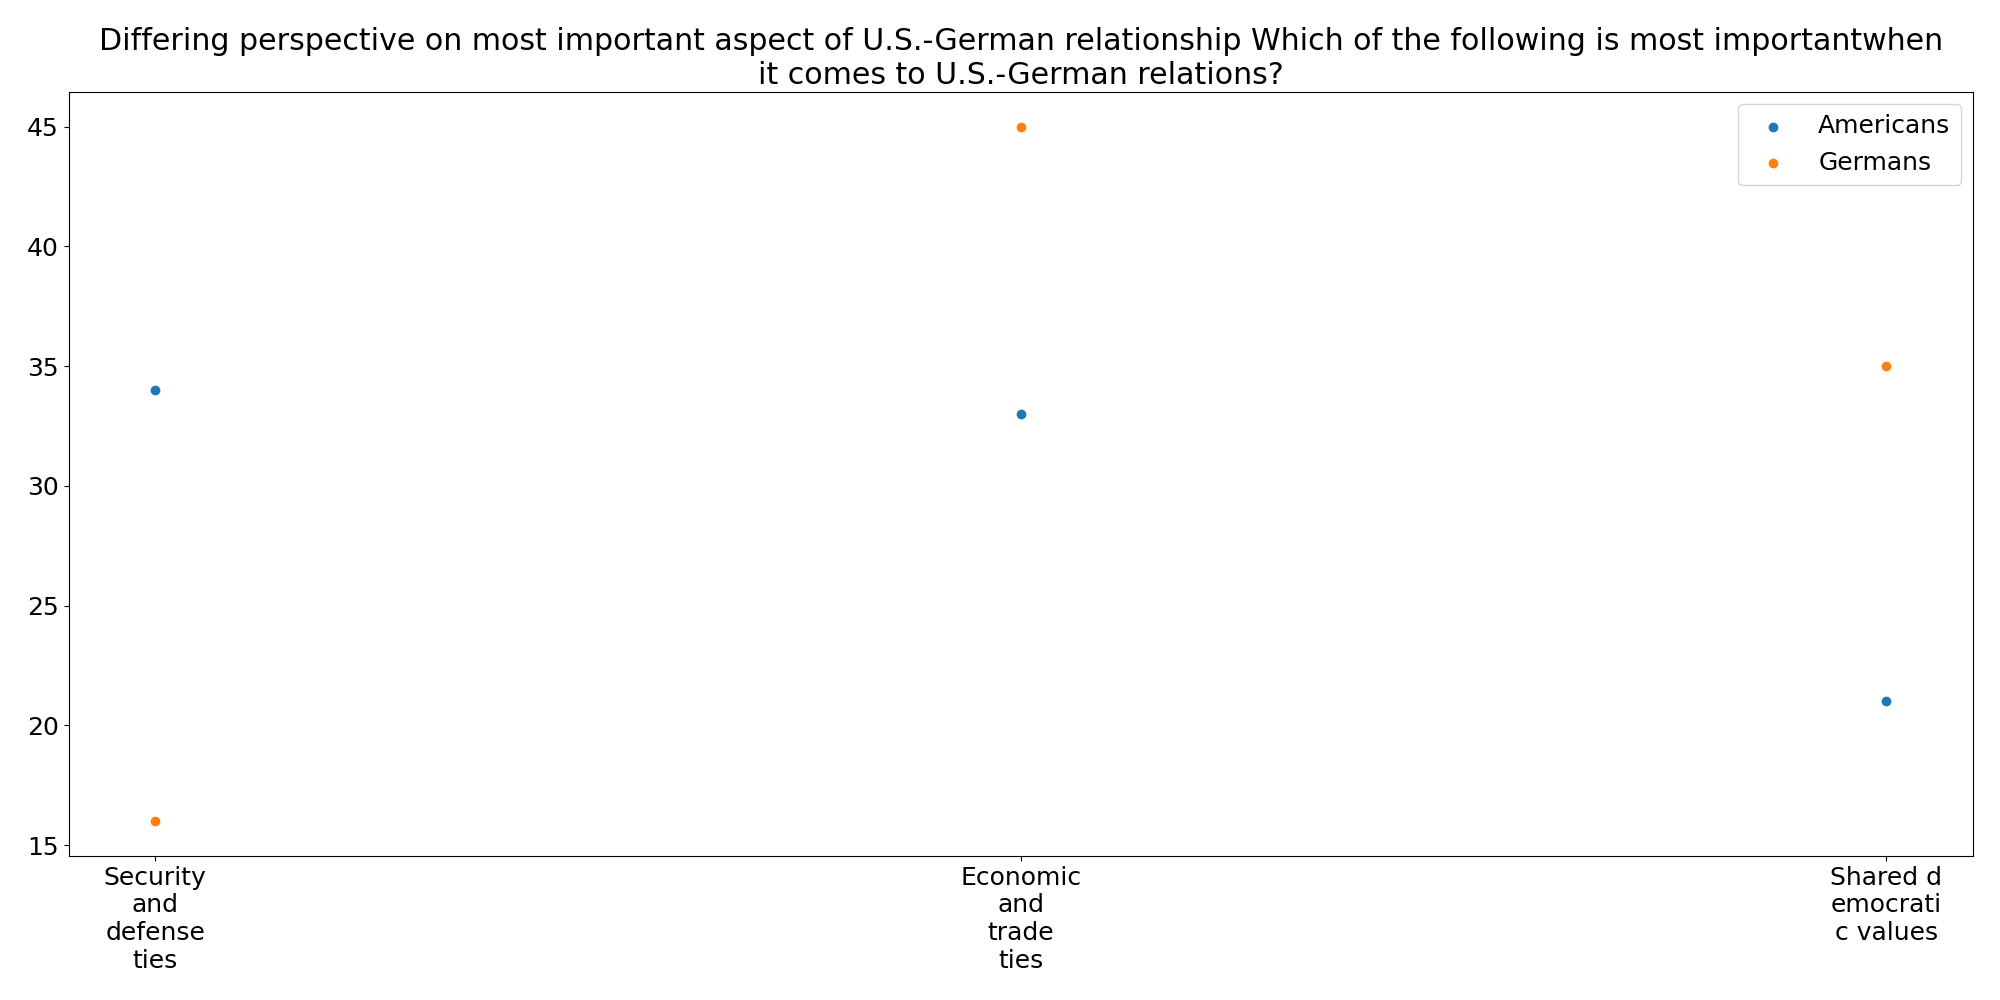 Differing perspective on most important aspect of U.S.-German relationship Which of the following is most importantwhen
it comes to U.S.-German relations?
Americans
Germans
45
40
35
30
25
20
15
Security
and
defense
ties
Economic
and
trade
ties
Shared d
emocrati
c values